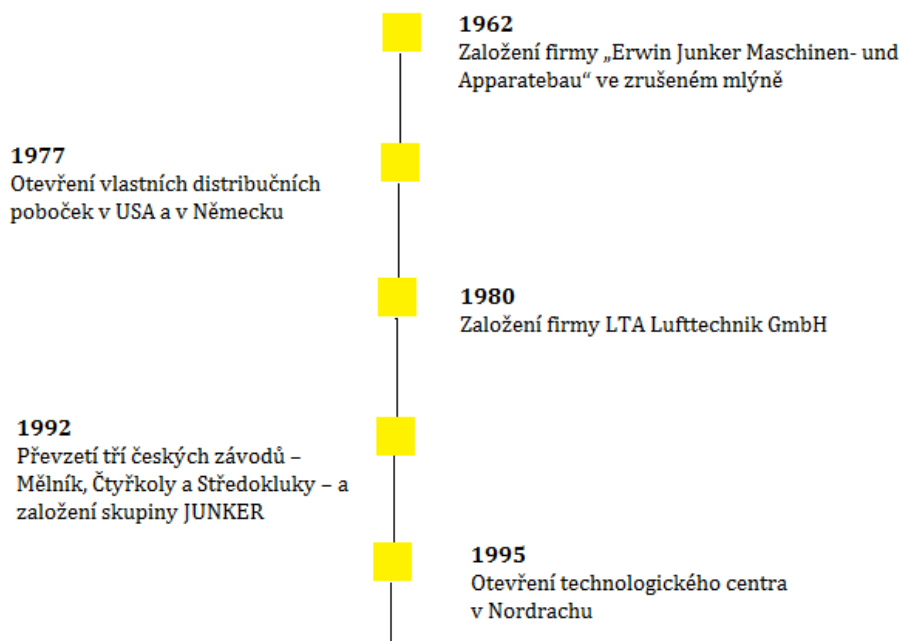 1962
Založení firmy „Erwin Junker Maschinen- und
Apparatebau“ ve zrušeném mlýně
1977
Otevření vlastních distribučních
poboček v USA a v Německu
1980
Založení firmy LTA Lufttechnik GmbH
1992
Převzetí tří českých závodů –
Mělník, Čtyřkoly a Středokluky – a
založení skupiny JUNKER
1995
Otevření technologického centra
v Nordrachu